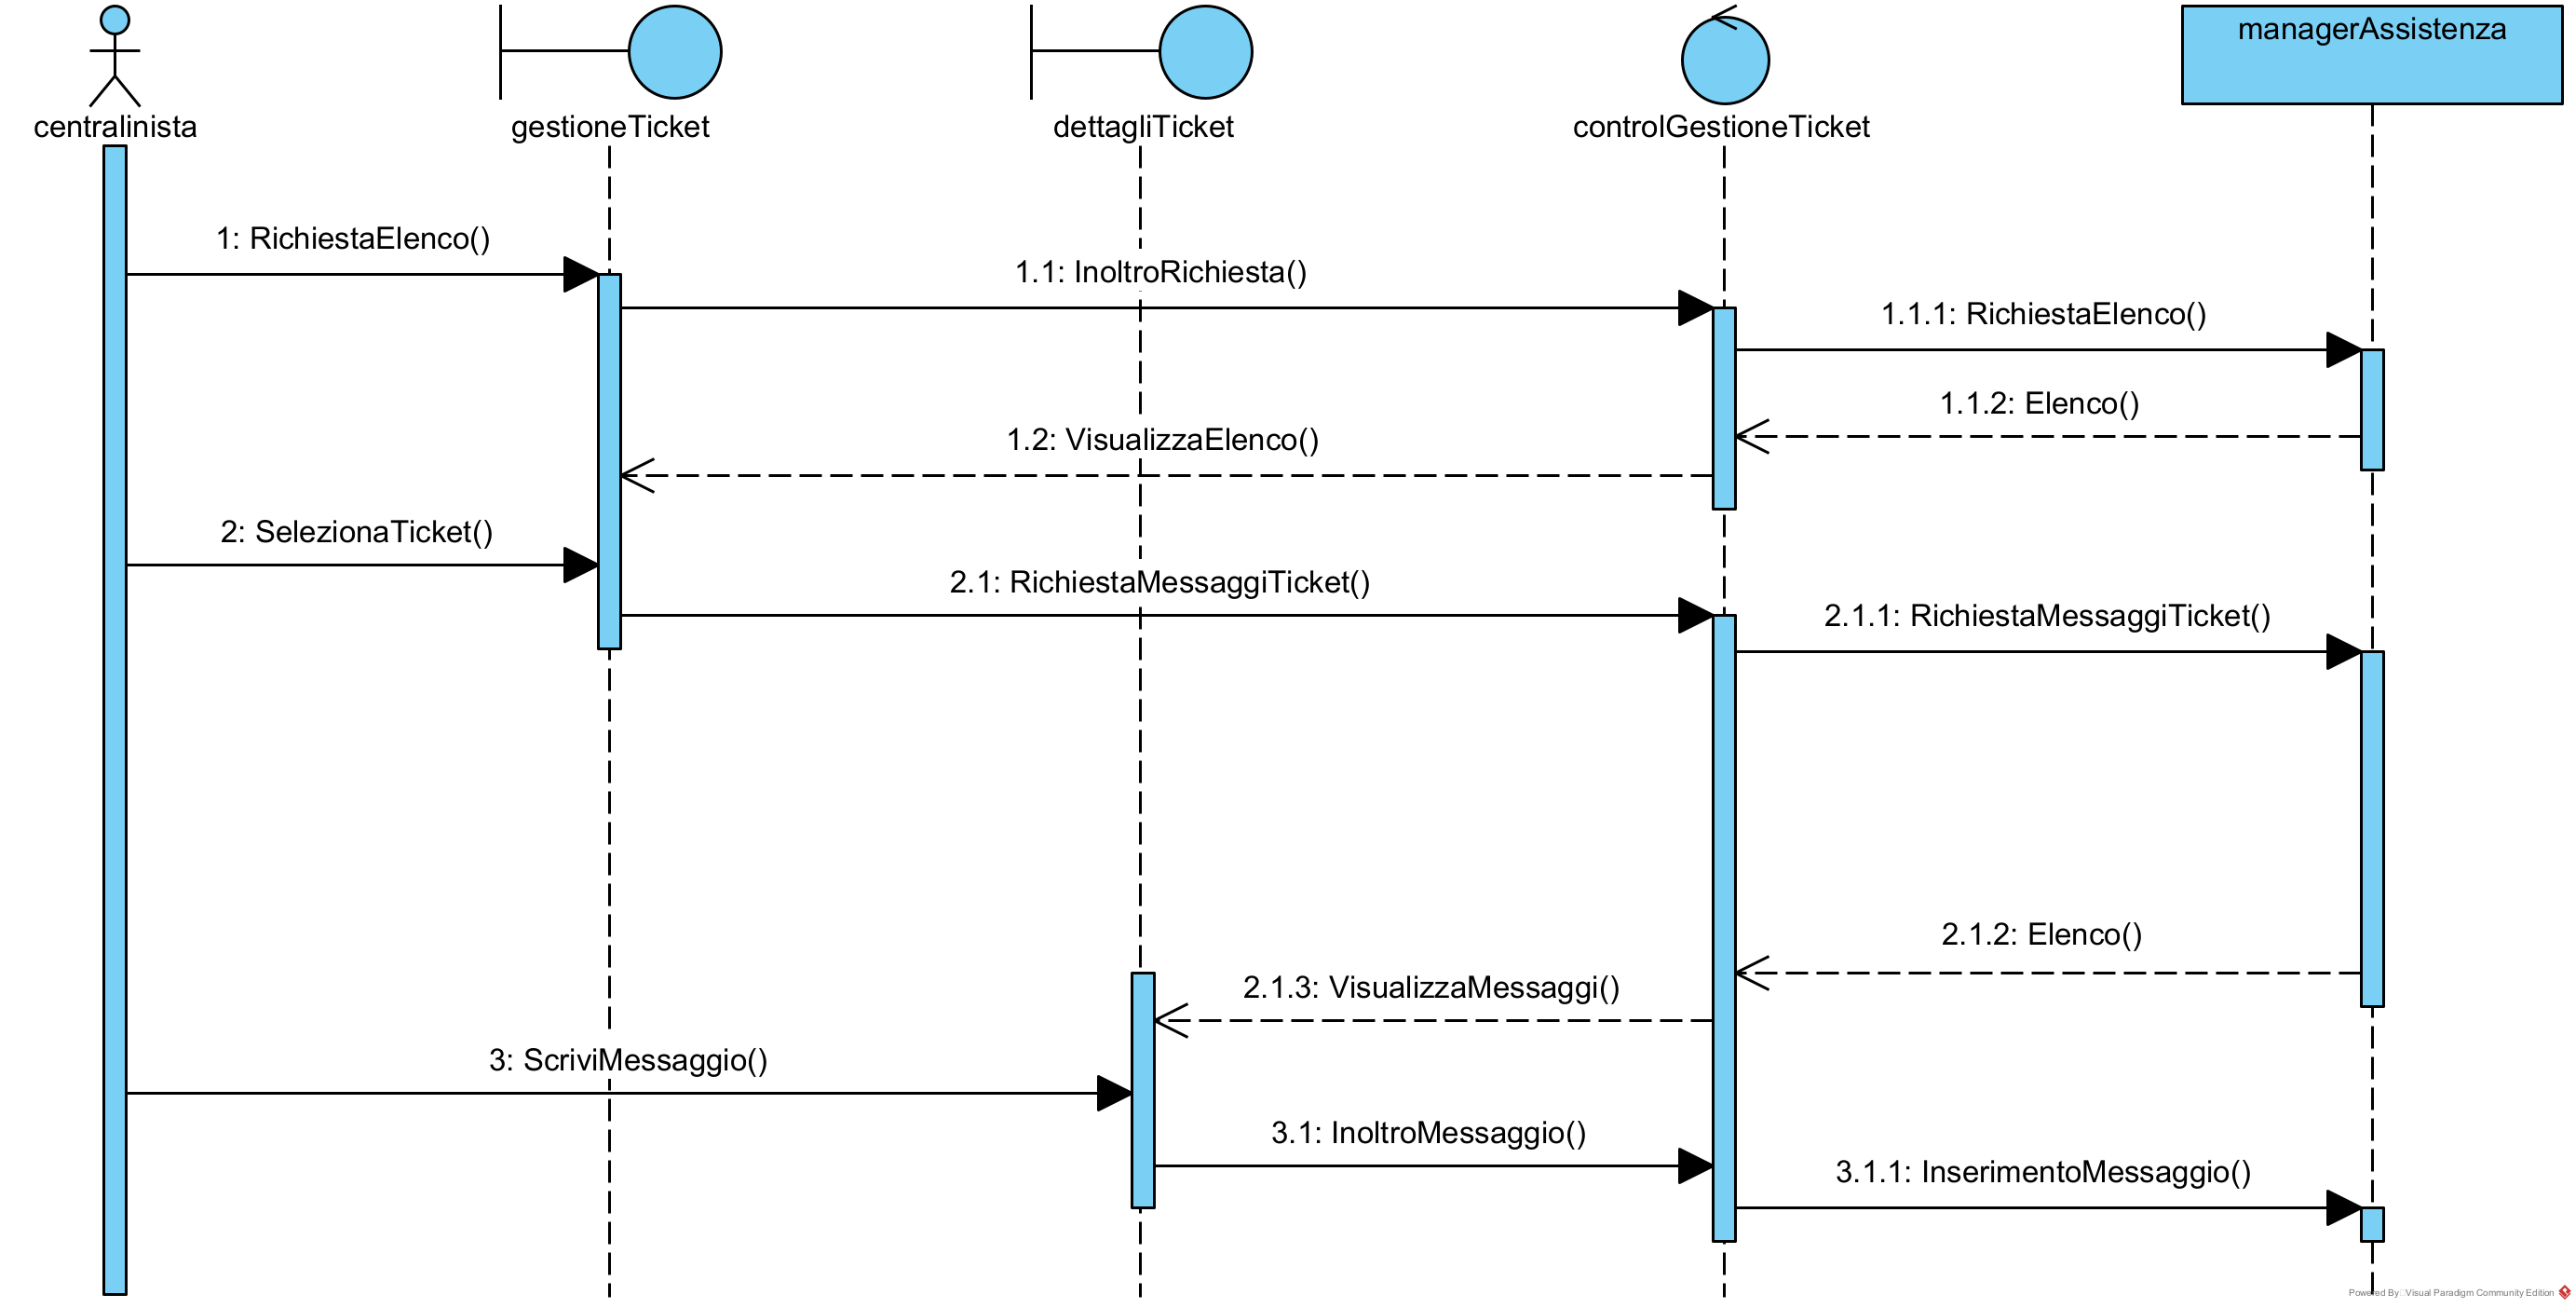 managerAssistenza
centralinista
gestioneTicket
dettagliTicket
controlGestioneTicket
1: RichiestaElenco()
1.1: InoltroRichiesta()
1.1.1: RichiestaElenco()
1.1.2: Elenco()
1.2: VisualizzaElenco()
2: SelezionaTicket()
2.1: RichiestaMessaggiTicket()
2.1.1: RichiestaMessaggiTicket()
2.1.2: Elenco()
2.1.3: VisualizzaMessaggi()
3: ScriviMessaggio()
3.1: InoltroMessaggio()
3.1.1: InserimentoMessaggio()
Powered By Visual Paradigm Community Edition